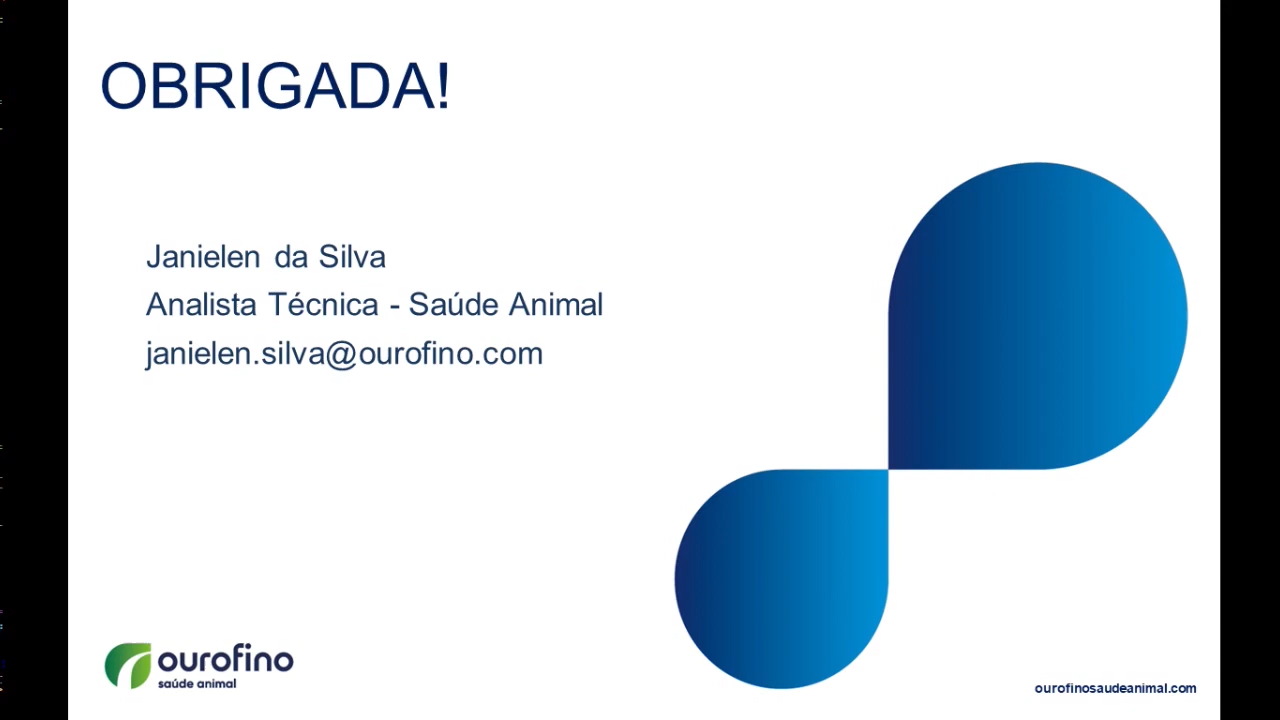 OBRIGADA!
Janielen da Silva
Analista Técnica - Saúde Animal
janielen.silva@ourofino.com
ourofino
saúde animal
ourofinosaudeanimal.com